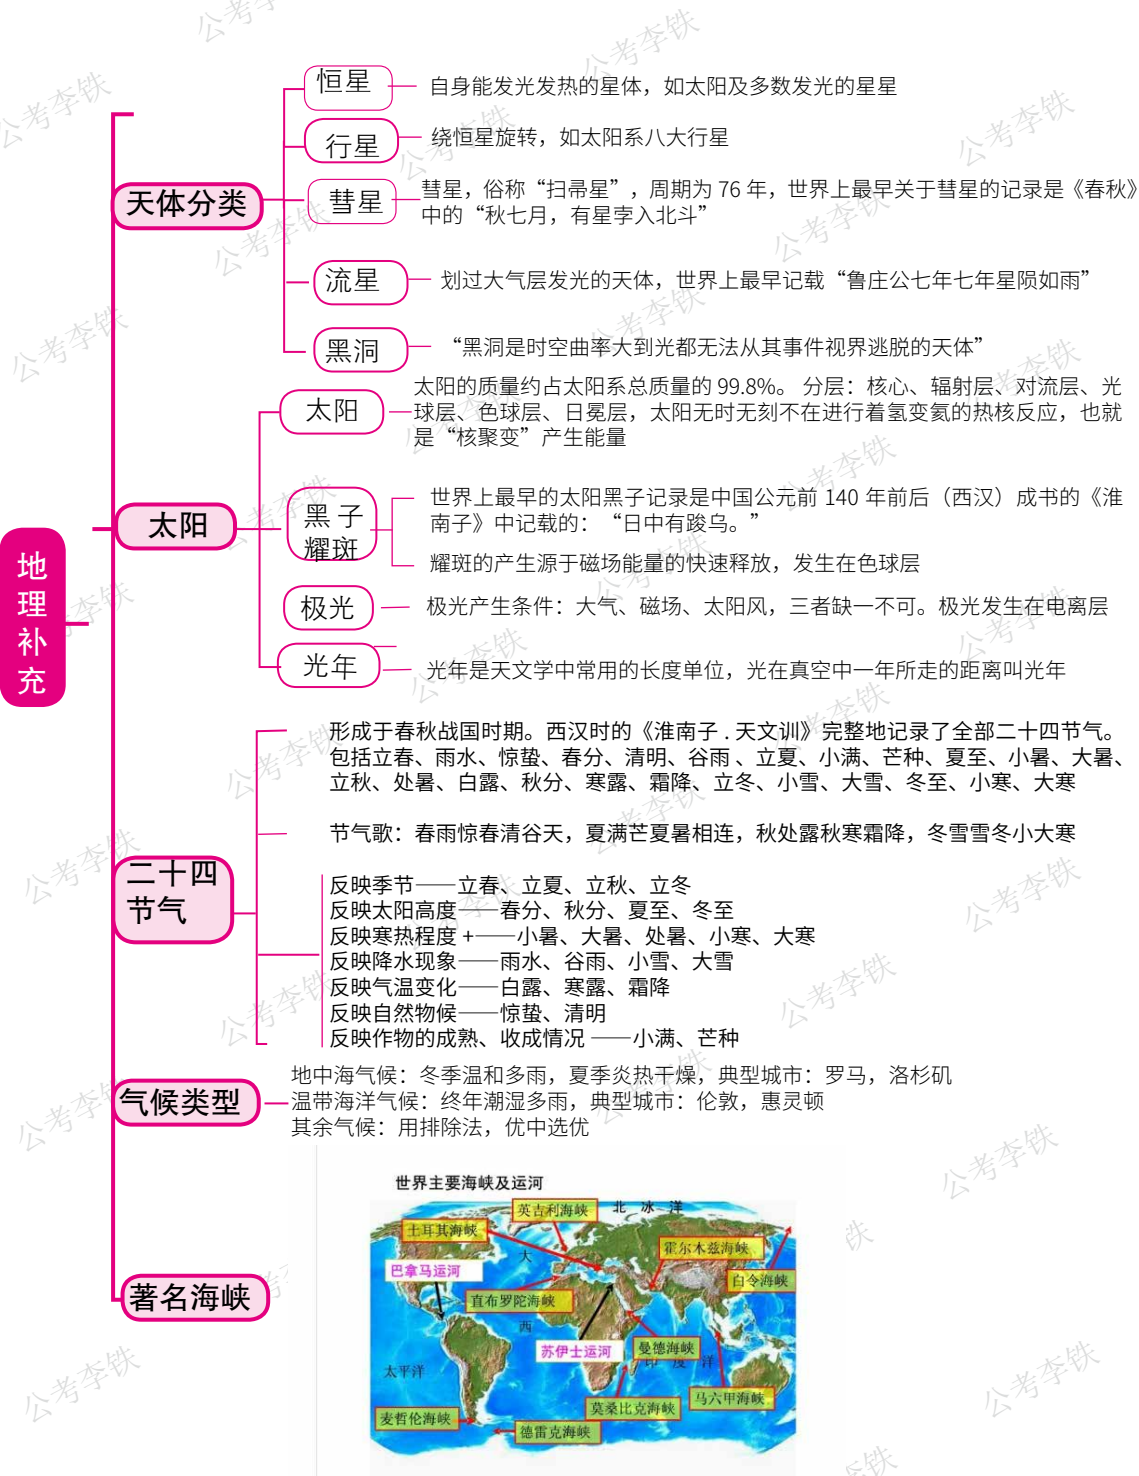 地理补充
天体分类
恒星
自身能发光发热的星体，如太阳及多数发光的星星
行星
绕恒星旋转，如太阳系八大行星
彗星
彗星，俗称“扫帚星”，周期为 76 年，世界上最早关于彗星的记录是《春秋》
中的“秋七月，有星孛入北斗”
流星
划过大气层发光的天体，世界上最早记载“鲁庄公七年七年星陨如雨”
黑洞
“黑洞是时空曲率大到光都无法从其事件视界逃脱的天体”
太阳
太阳
太阳的质量约占太阳系总质量的 99.8%。 分层：核心、辐射层、对流层、光
球层、色球层、日冕层，太阳无时无刻不在进行着氢变氦的热核反应，也就
是“核聚变”产生能量
黑 子
耀斑
世界上最早的太阳黑子记录是中国公元前 140 年前后（西汉）成书的《淮
南子》中记载的：“日中有踆乌。”
耀斑的产生源于磁场能量的快速释放，发生在色球层
极光
极光产生条件：大气、磁场、太阳风，三者缺一不可。极光发生在电离层
光年
光年是天文学中常用的长度单位，光在真空中一年所走的距离叫光年
二十四
节气
形成于春秋战国时期。西汉时的《淮南子 . 天文训》完整地记录了全部二十四节气。
包括立春、雨水、惊蛰、春分、清明、谷雨 、立夏、小满、芒种、夏至、小暑、大暑、
立秋、处暑、白露、秋分、寒露、霜降、立冬、小雪、大雪、冬至、小寒、大寒
节气歌：春雨惊春清谷天，夏满芒夏暑相连，秋处露秋寒霜降，冬雪雪冬小大寒
反映季节——立春、立夏、立秋、立冬
反映太阳高度——春分、秋分、夏至、冬至
反映寒热程度 +——小暑、大暑、处暑、小寒、大寒
反映降水现象——雨水、谷雨、小雪、大雪
反映气温变化——白露、寒露、霜降
反映自然物候——惊蛰、清明
反映作物的成熟、收成情况 ——小满、芒种
气候类型
地中海气候：冬季温和多雨，夏季炎热干燥，典型城市：罗马，洛杉矶
温带海洋气候：终年潮湿多雨，典型城市：伦敦，惠灵顿
其余气候：用排除法，优中选优
著名海峡
世界主要海峡及运河
英吉利海峡
北 冰 洋
土耳其海峡
大
霍尔木兹海峡
巴拿马运河
白令海峡
直布罗陀海峡
西
苏伊士运河
曼德海峡
印 度 洋
太平洋
马六甲海峡
莫桑比克海峡
麦哲伦海峡
德雷克海峡
公考李铁